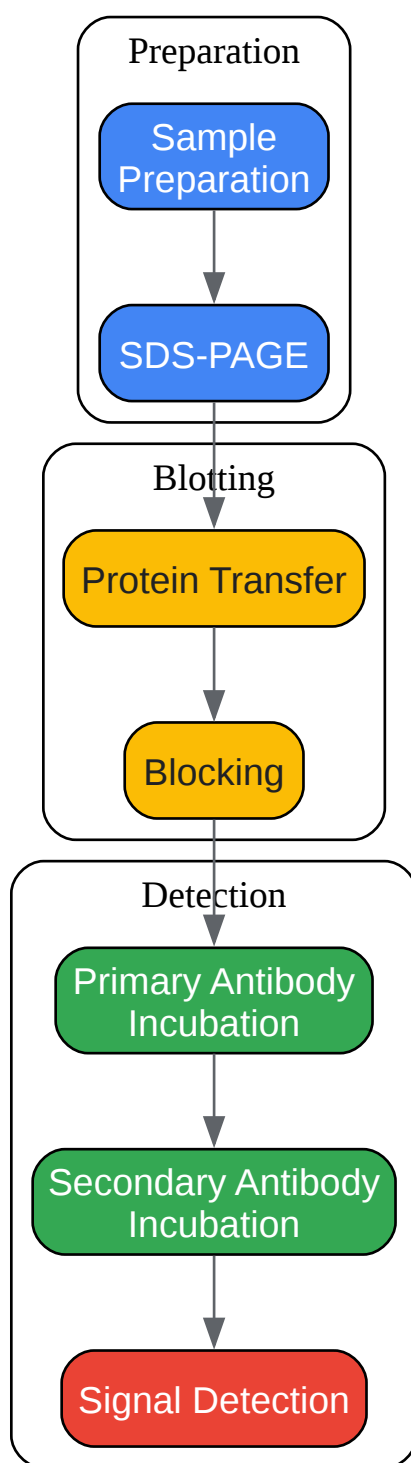 Preparation
Sample
Preparation
SDS-PAGE
Blotting
Protein Transfer
Blocking
Detection
Primary Antibody
Incubation
Secondary Antibody
Incubation
Signal Detection